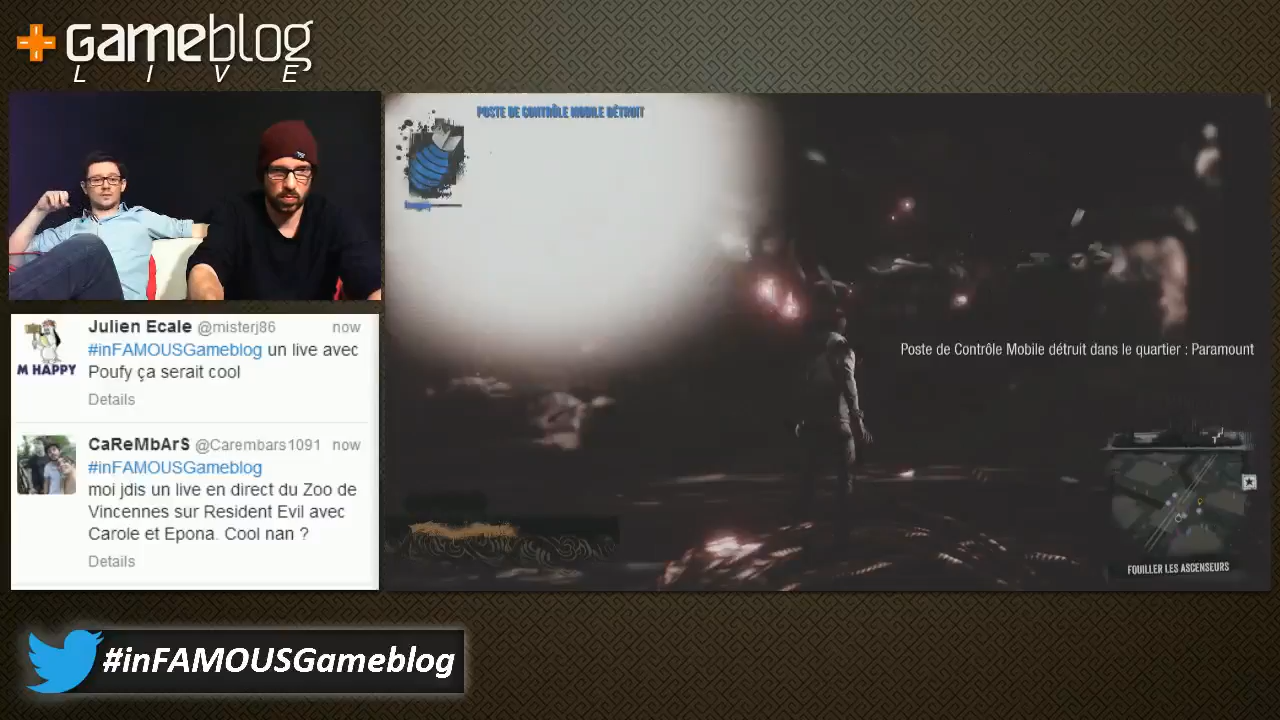 Gameblog
LIVE
POSTE DE CONTRÔLE MOBILE DÉTRUIT
Julien Ecale @misterj86 now
#inFAMOUSGameblog un live avec
Poufy ça serait cool
Details
M HAPPY
CaReMbArS @Carembars1091 now
#inFAMOUSGameblog
moi jdis un live en direct du Zoo de
Vincennes sur Resident Evil avec
Carole et Epona. Cool nan ?
Details
Poste de Contrôle Mobile détruit dans le quartier : Paramount
FOUILLER LES ASCENSEURS
#inFAMOUSGameblog